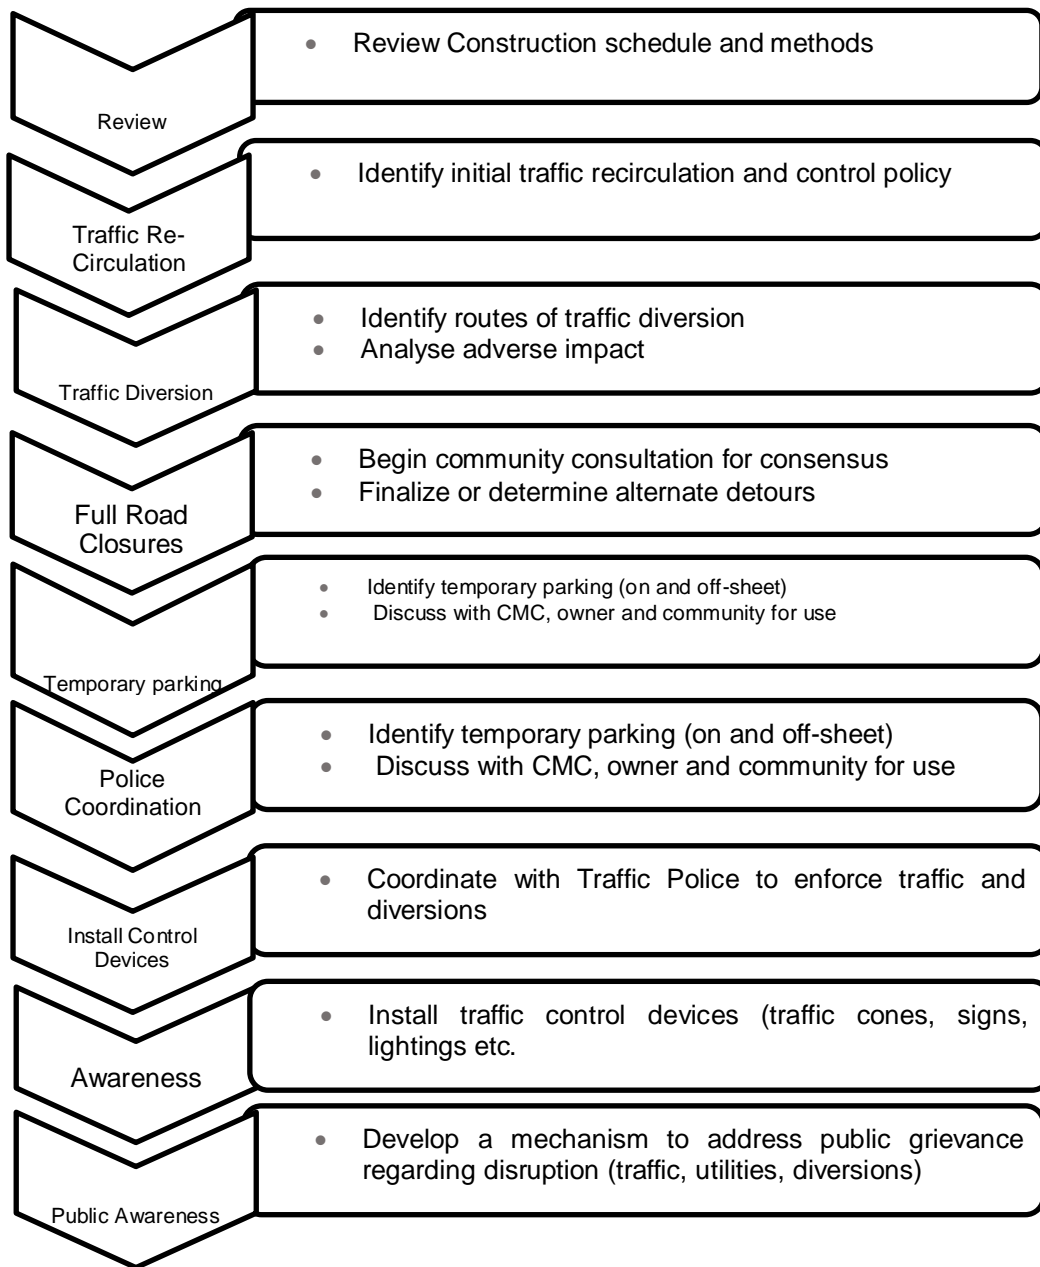 Review Construction schedule and methods
Review
Identify initial traffic recirculation and control policy
Traffic Re-
Circulation
Identify routes of traffic diversion
Analyse adverse impact
Traffic Diversion
Begin community consultation for consensus
Finalize or determine alternate detours
Full Road
Closures
Identify temporary parking (on and off-sheet)
Discuss with CMC, owner and community for use
Temporary parking
Identify temporary parking (on and off-sheet)
Discuss with CMC, owner and community for use
Police
Coordination
Coordinate with Traffic Police to enforce traffic and
diversions
Install Control
Devices
Install traffic control devices (traffic cones, signs,
lightings etc.
Awareness
Develop a mechanism to address public grievance
regarding disruption (traffic, utilities, diversions)
Public Awareness